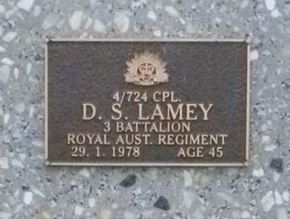 4/724 CPL.
D. S. LAMEY
3 BATTALION
ROYAL AUST. REGIMENT
29. 1. 1978 AGE 45